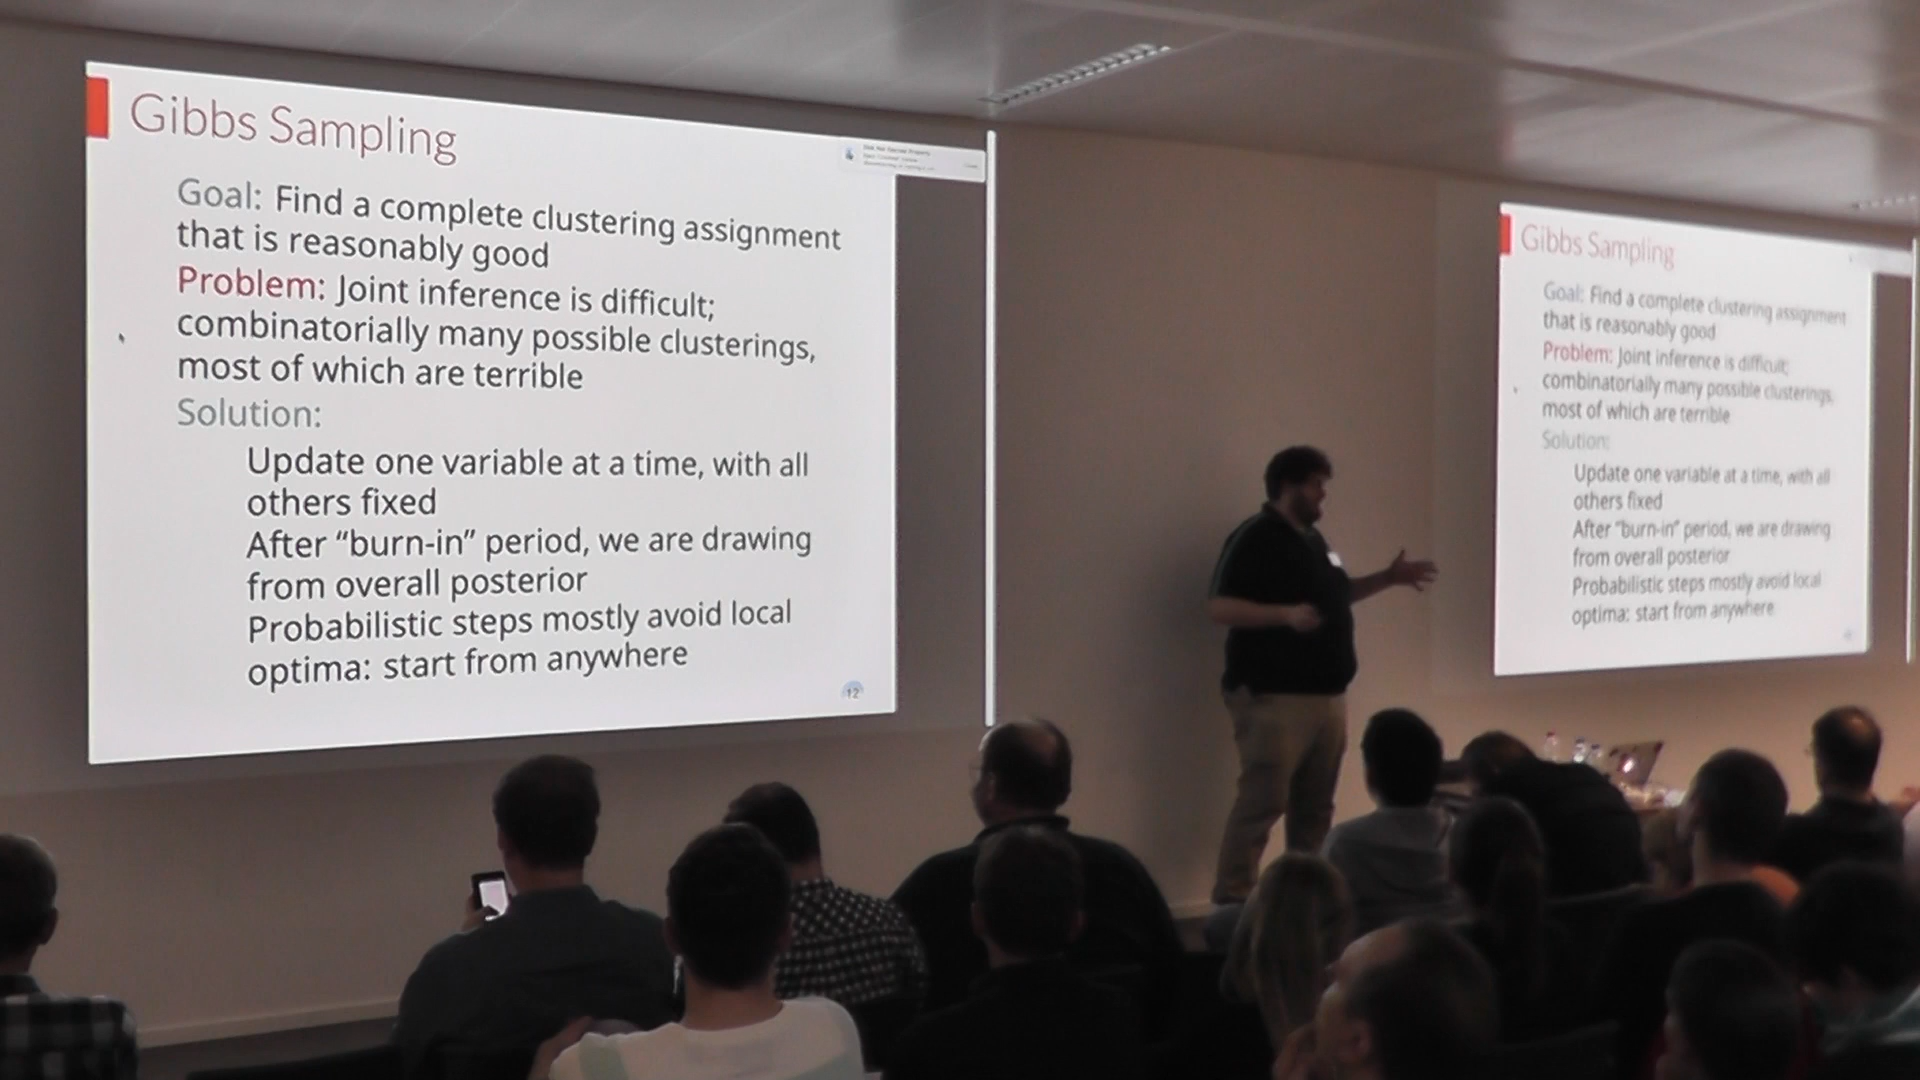 Gibbs Sampling
Goal: Find a complete clustering assignment
that is reasonably good
Problem: Joint inference is difficult;
combinatorially many possible clusterings,
most of which are terrible
Solution:
Update one variable at a time, with all
others fixed
After “burn-in” period, we are drawing
from overall posterior
Probabilistic steps mostly avoid local
optima: start from anywhere
12
Gibbs Sampling
Goal: Find a complete clustering assignment
that is reasonably good
Problem: Joint inference is difficult;
combinatorially many possible clusterings,
most of which are terrible
Solution:
Update one variable at a time, with all
others fixed
After “burn-in” period, we are drawing
from overall posterior
Probabilistic steps mostly avoid local
optima: start from anywhere